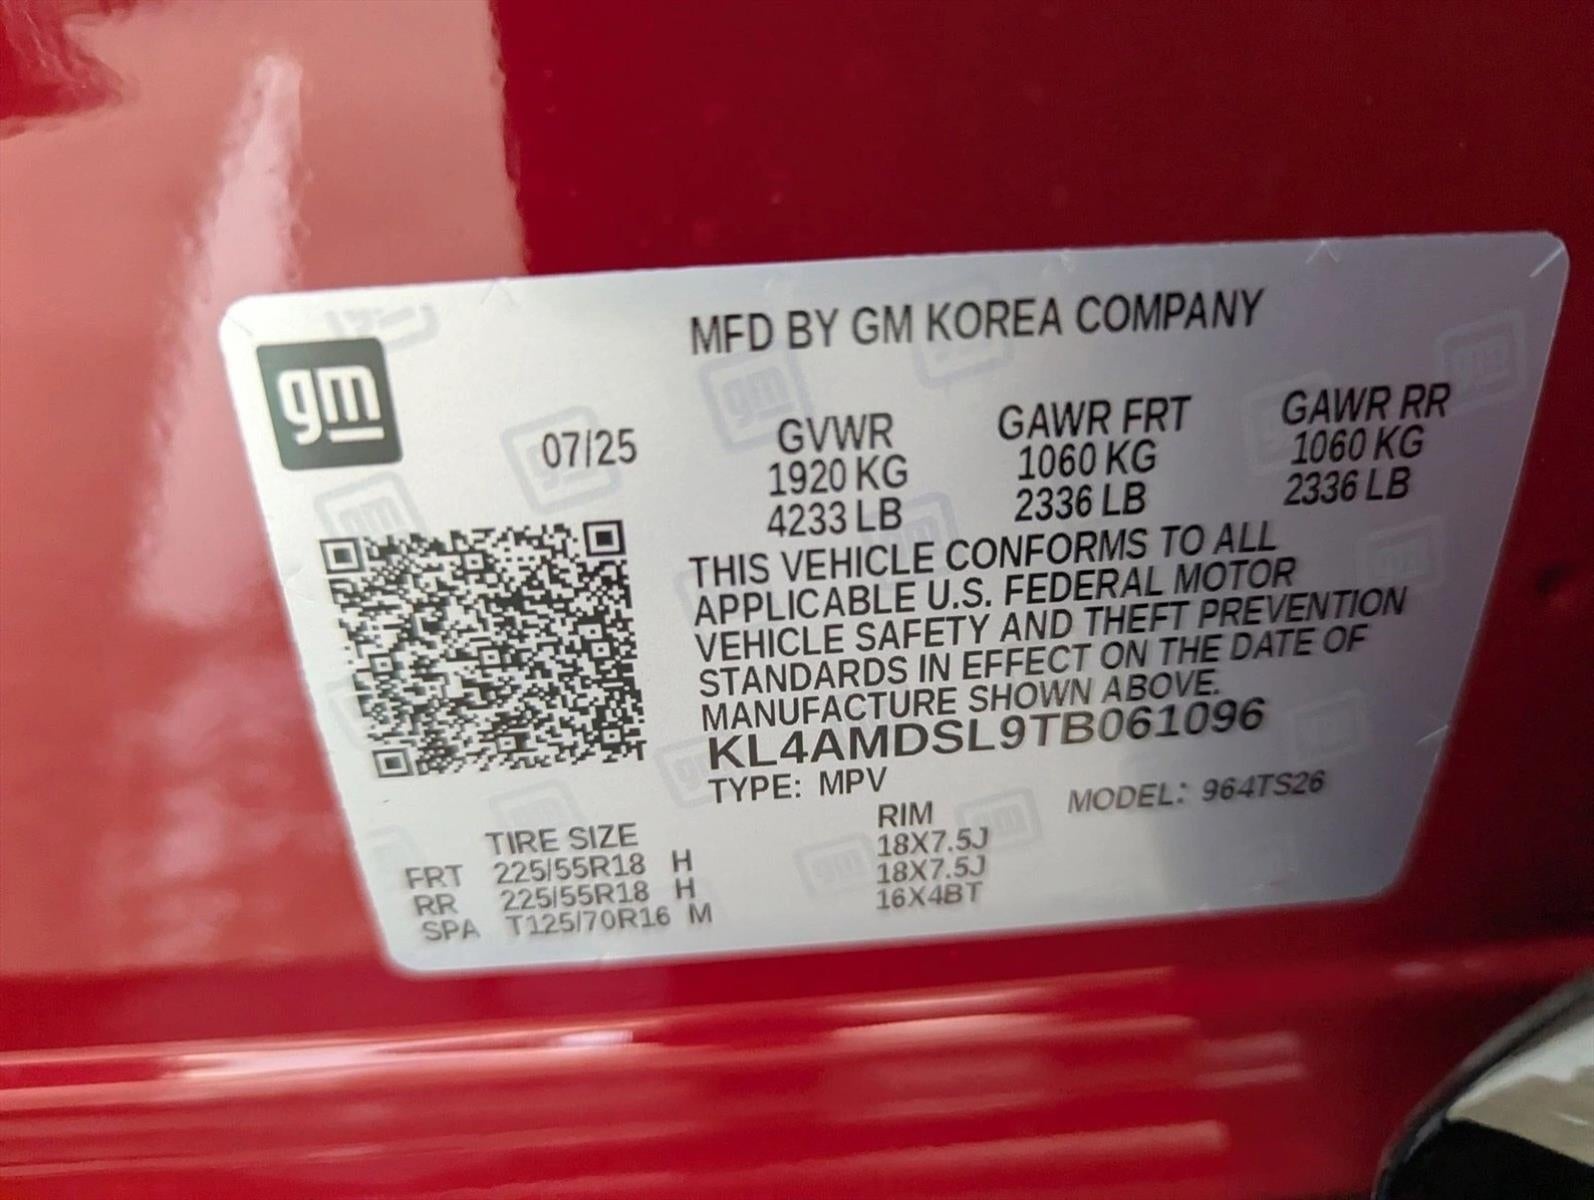 gm
MFD BY GM KOREA COMPANY
07/25
GVWR GAWR FRT GAWR RR
1920 KG 1060 KG 1060 KG
4233 LB 2336 LB 2336 LB
THIS VEHICLE CONFORMS TO ALL
APPLICABLE U.S. FEDERAL MOTOR
VEHICLE SAFETY AND THEFT PREVENTION
STANDARDS IN EFFECT ON THE DATE OF
MANUFACTURE SHOWN ABOVE.
KL4AMDSL9TB061096
TYPE: MPV MODEL: 964TS26
TIRE SIZE RIM
FRT 225/55R18 H 18X7.5J
RR 225/55R18 H 18X7.5J
SPA T125/70R16 M 16X4BT